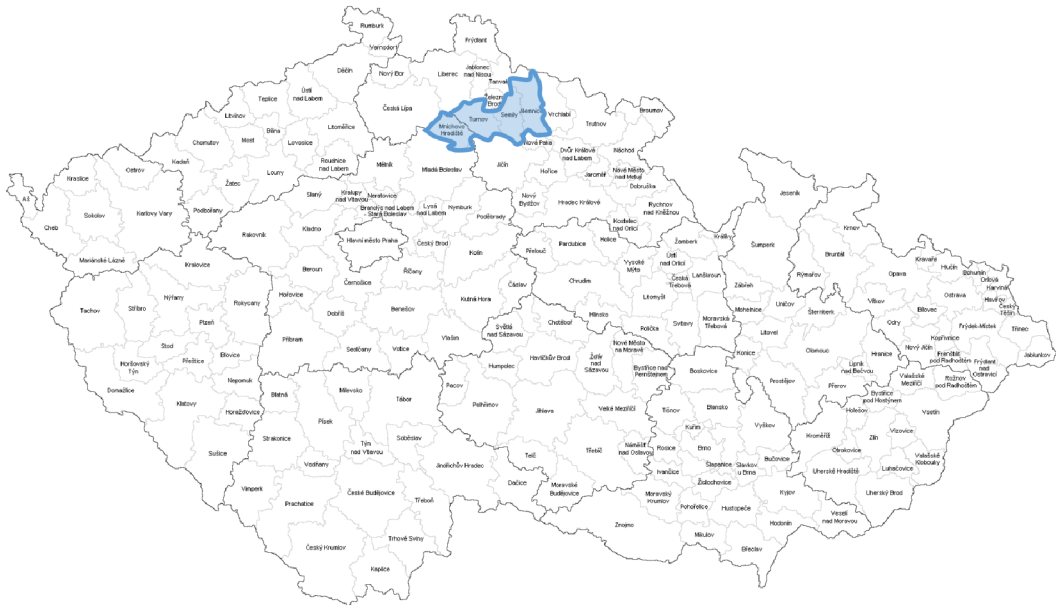 Rumburk
Varnsdorf
Frýdlant
Děčín
Nový Bor
Liberec
Jablonec
nad Nisou
Tanvald
Železný
Brod
Ústí
nad Labem
Teplice
Česká Lípa
Litvínov
Bílina
Litoměřice
Most
Lovosice
Chomutov
Mnichovo
Hradiště
Turnov
Semily
Jilemnice
Vrchlabí
Trutnov
Broumov
Nová Paka
Dvůr Králové
nad Labem
Náchod
Kadaň
Roudnice
nad Labem
Louny
Žatec
Podbořany
Mělník
Mladá Boleslav
Jičín
Hořice
Jaroměř
Nové Město
nad Metují
Dobruška
Kraslice
Ostrov
Aš
Sokolov
Karlovy Vary
Cheb
Mariánské Lázně
Slaný
Kralupy
nad Vltavou
Neratovice
Brandýs nad Labem
-Stará Boleslav
Lysá
nad Labem
Nymburk
Poděbrady
Nový
Bydžov
Hradec Králové
Rychnov
nad Kněžnou
Kostelec
nad Orlicí
Jeseník
Rakovník
Kladno
Hlavní město Praha
Český Brod
Kolín
Přelouč
Pardubice
Holice
Žamberk
Králíky
Šumperk
Krnov
Bruntál
Kralovice
Beroun
Říčany
Černošice
Čáslav
Chrudim
Vysoké
Mýto
Ústí
nad Orlicí
Česká
Třebová
Lanškroun
Zábřeh
Rýmařov
Opava
Kravaře
Hlučín
Bohumín
Orlová
Karviná
Havířov
Český
Těšín
Ostrava
Tachov
Stříbro
Nýřany
Rokycany
Hořovice
Dobříš
Benešov
Kutná Hora
Hlinsko
Litomyšl
Polička
Svitavy
Moravská
Třebová
Mohelnice
Uničov
Šternberk
Vítkov
Bílovec
Odry
Frýdek-Místek
Třinec
Jablunkov
Plzeň
Stod
Přeštice
Blovice
Příbram
Sedlčany
Votice
Vlašim
Světlá
nad Sázavou
Chotěboř
Nové Město
na Moravě
Litovel
Olomouc
Konice
Hranice
Nový Jičín
Kopřivnice
Frenštát
pod Radhoštěm
Frýdlant
nad
Ostravicí
Horšovský
Týn
Domažlice
Klatovy
Nepomuk
Horažďovice
Sušice
Blatná
Milevsko
Tábor
Pacov
Humpolec
Havlíčkův Brod
Žďár
nad
Sázavou
Bystřice nad
Pernštejnem
Boskovice
Prostějov
Lipník
nad Bečvou
Přerov
Valašské
Meziříčí
Rožnov
pod Radhoštěm
Bystřice
pod Hostýnem
Strakonice
Písek
Týn
nad Vltavou
Soběslav
Pelhřimov
Jihlava
Velké Meziříčí
Tišnov
Blansko
Kuřim
Vyškov
Kroměříž
Holešov
Vsetín
Vizovice
Zlín
Otrokovice
Vimperk
Vodňany
Jindřichův Hradec
Telč
Třebíč
Náměšť
nad Oslavou
Rosice
Brno
Ivančice
Šlapanice
Slavkov
u Brna
Bučovice
Uherské Hradiště
Luhačovice
Valašské
Klobouky
Prachatice
České Budějovice
Třeboň
Dačice
Moravské
Budějovice
Moravský
Krumlov
Židlochovice
Pohořelice
Hustopeče
Kyjov
Veselí
nad Moravou
Uherský Brod
Český Krumlov
Trhové Sviny
Kaplice
Znojmo
Mikulov
Břeclav
Hodonín